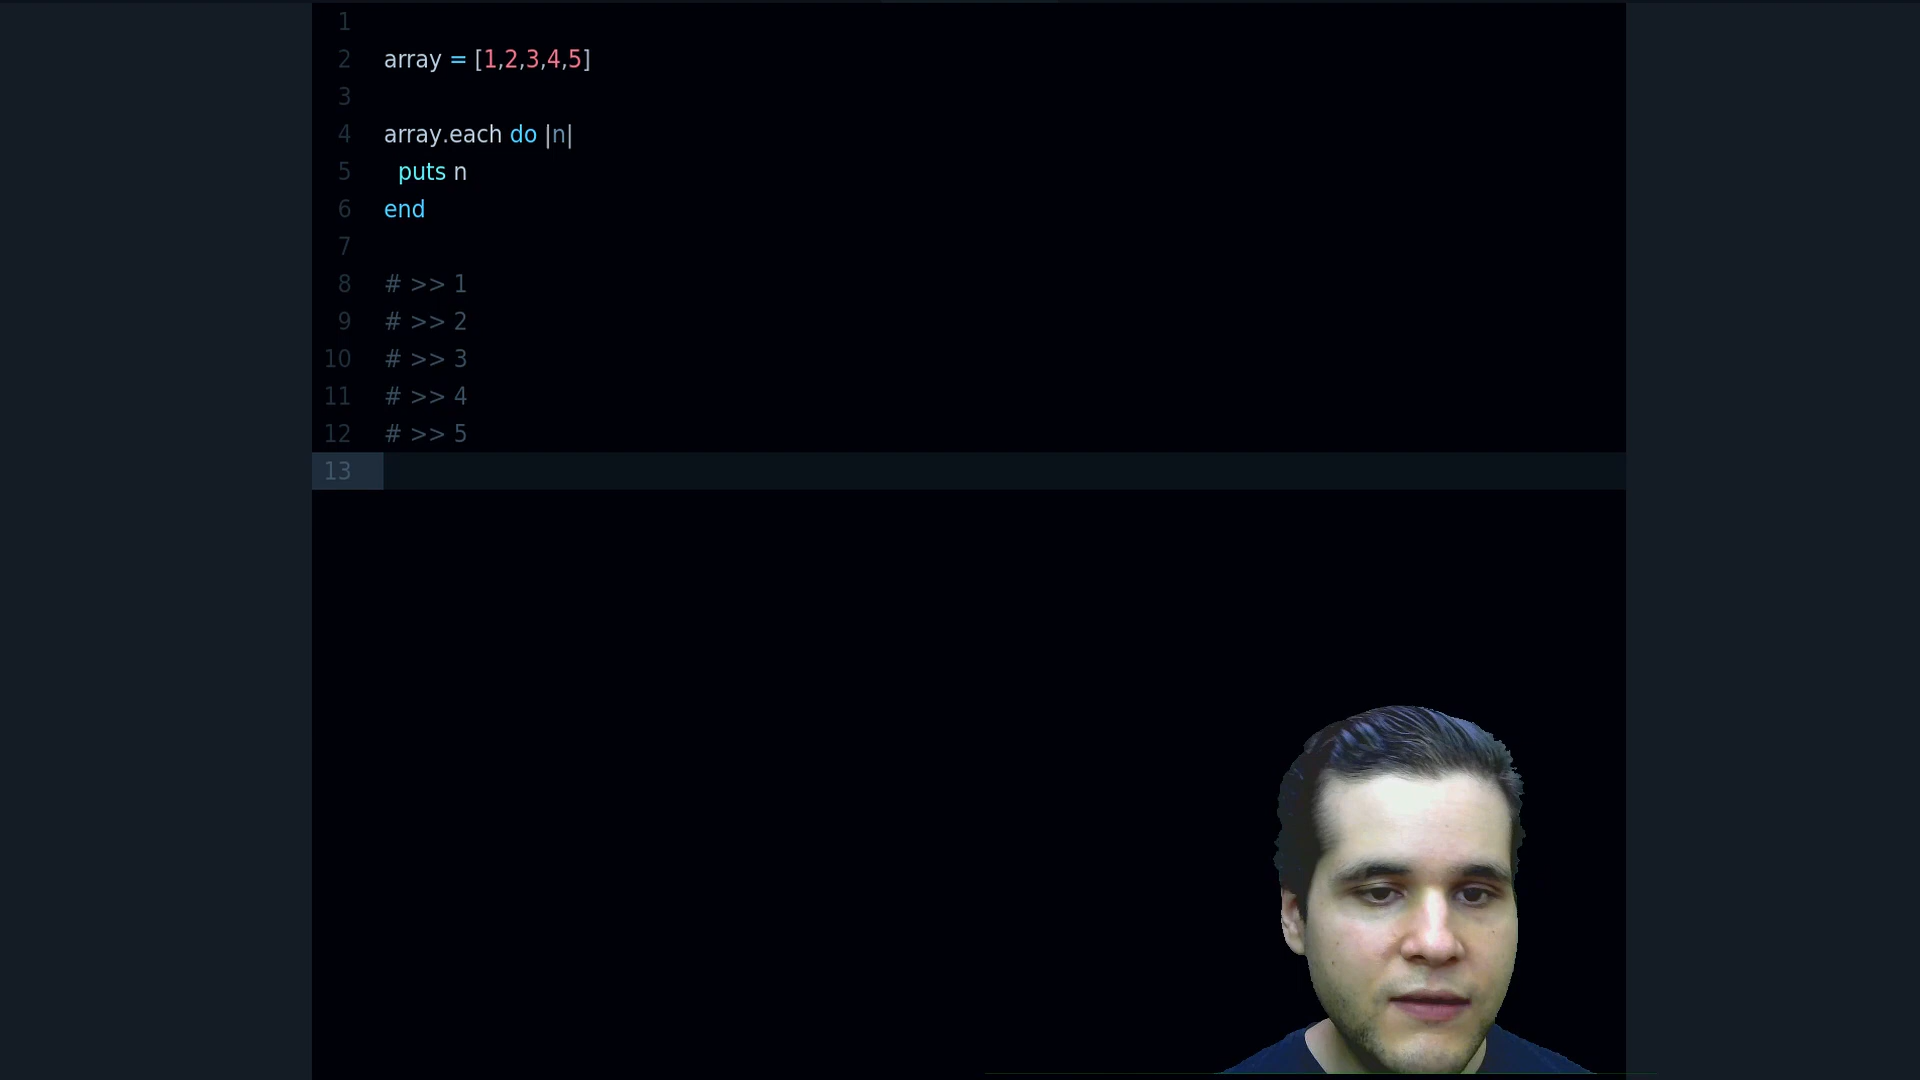 1
2 array = [1,2,3,4,5]
3
4 array.each do |n|
5   puts n
6 end
7
8 # >> 1
9 # >> 2
10 # >> 3
11 # >> 4
12 # >> 5
13